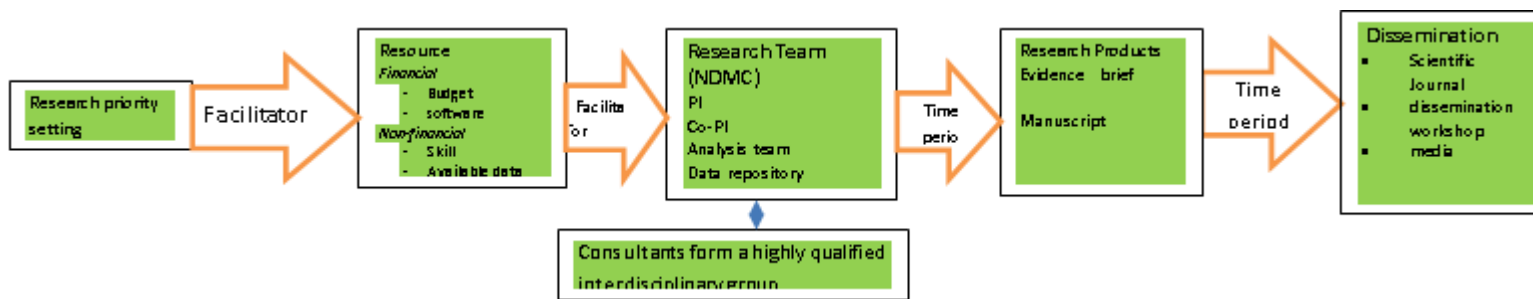 Research priority
setting
Facilitator
Resource
Financial
- Budget
- software
Non-financial
- Skill
- Available data
Facilita
Tor
Research Team
(NDMC)
PI
Co-PI
Analysis team
Data repository
Consultants form a highly qualified
interdisciplinary group
Time
perio
Research Products
Evidence brief
Manuscript
Time
period
Dissemination
▪ Scientific
Journal
▪ dissemination
workshop
▪ media